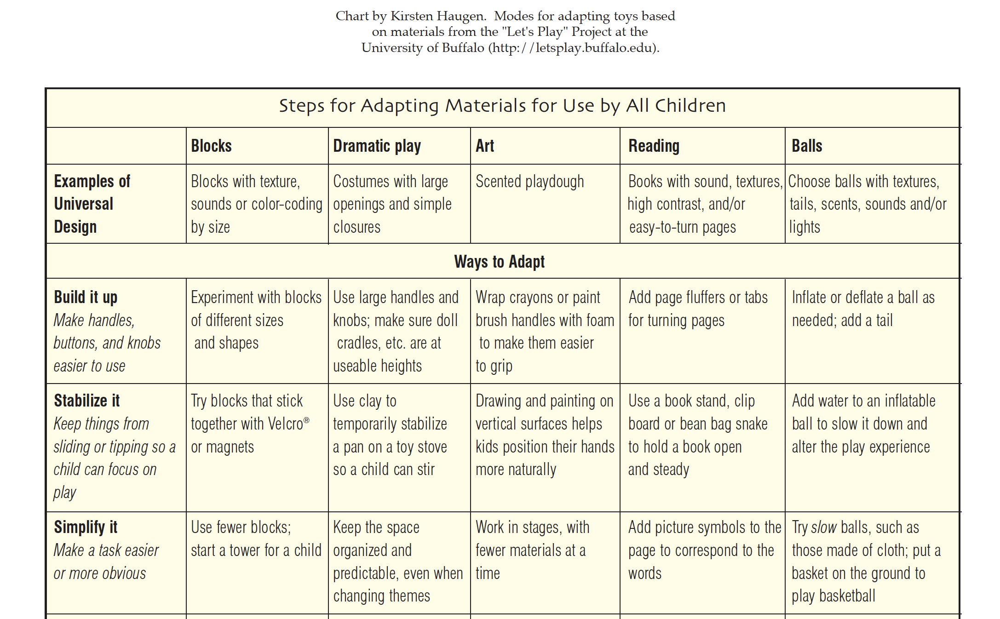 Chart by Kirsten Haugen.  Modes for adapting toys based
on materials from the "Let's Play" Project at the
University of Buffalo (http://letsplay.buffalo.edu).
Steps for Adapting Materials for Use by All Children
Blocks
Dramatic play
Art
Reading
Balls
Examples of
Universal
Design
Blocks with texture,
sounds or color-coding
by size
Costumes with large
openings and simple
closures
Scented playdough
Books with sound, textures,
high contrast, and/or
easy-to-turn pages
Choose balls with textures,
tails, scents, sounds and/or
lights
Ways to Adapt
Build it up
Make handles,
buttons, and knobs
easier to use
Experiment with blocks
of different sizes
and shapes
Use large handles and
knobs; make sure doll
cradles, etc. are at
useable heights
Wrap crayons or paint
brush handles with foam
to make them easier
to grip
Add page fluffers or tabs
for turning pages
Inflate or deflate a ball as
needed; add a tail
Stabilize it
Keep things from
sliding or tipping so a
child can focus on
play
Try blocks that stick
together with Velcro®
or magnets
Use clay to
temporarily stabilize
a pan on a toy stove
so a child can stir
Drawing and painting on
vertical surfaces helps
kids position their hands
more naturally
Use a book stand, clip
board or bean bag snake
to hold a book open
and steady
Add water to an inflatable
ball to slow it down and
alter the play experience
Simplify it
Make a task easier
or more obvious
Use fewer blocks;
start a tower for a child
Keep the space
organized and
predictable, even when
changing themes
Work in stages, with
fewer materials at a
time
Add picture symbols to the
page to correspond to the
words
Try slow balls, such as
those made of cloth; put a
basket on the ground to
play basketball